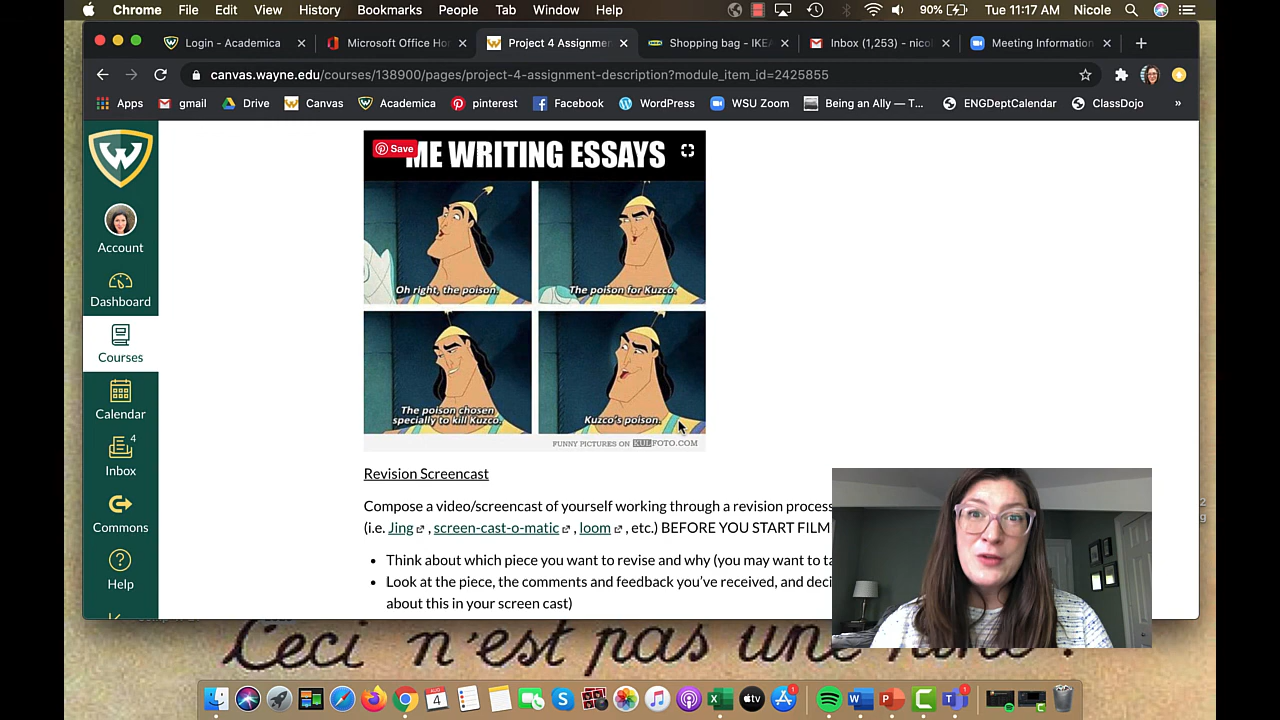 Chrome File Edit View History Bookmarks People Tab Window Help 90% Tue 11:17 AM Nicole
Login - Academica Microsoft Office Ho Project 4 Assignme Shopping bag - IKE Inbox (1,253) - nico Meeting Information
canvas.wayne.edu/courses/138900/pages/project-4-assignment-description?module_item_id=2425855
Apps gmail Drive Canvas Academica pinterest Facebook WordPress WSU Zoom Being an Ally — T... ENGDeptCalendar ClassDojo »
W
Account
Dashboard
Courses
Calendar
4
Inbox
Commons
Help
Save
ME WRITING ESSAYS
Oh right, the poison.
The poison for Kuzco.
The poison chosen
specially to kill Kuzco.
Kuzco's poison.
FUNNY PICTURES ON KULFOTO.COM
Revision Screencast
Compose a video/screencast of yourself working through a revision process
(i.e. Jing , screen-cast-o-matic , loom , etc.) BEFORE YOU START FILM
• Think about which piece you want to revise and why (you may want to ta
• Look at the piece, the comments and feedback you've received, and deci
about this in your screen cast)
Ceci n'est pas une
AUG
4
tv
1
1